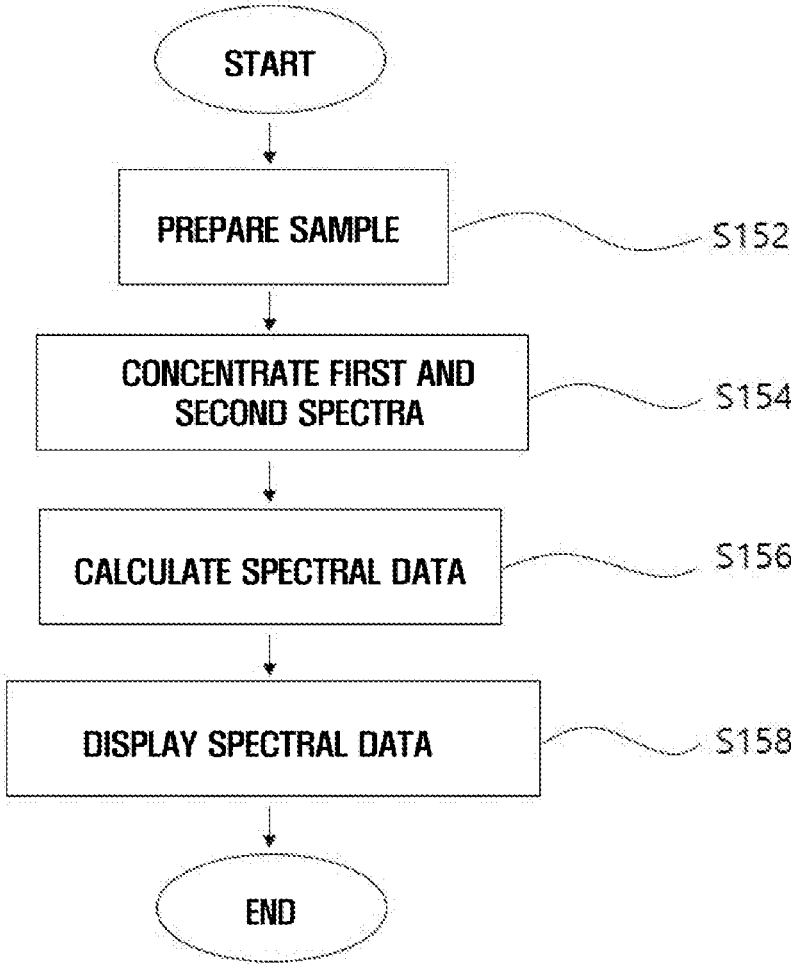 START
PREPARE SAMPLE
S152
CONCENTRATE FIRST AND
SECOND SPECTRA
S154
CALCULATE SPECTRAL DATA
S156
DISPLAY SPECTRAL DATA
S158
END